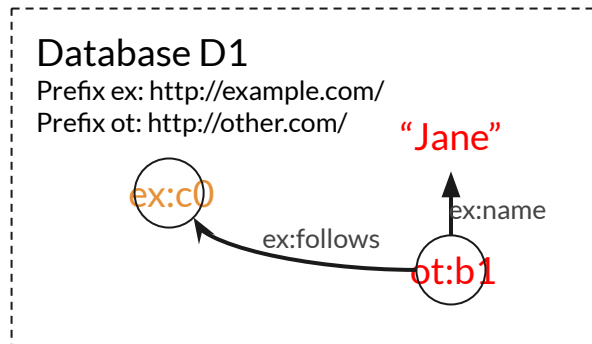 Database D1
Prefix ex: http://example.com/
Prefix ot: http://other.com/
“Jane”
ex:c0
ex:name
ex:follows
ot:b1